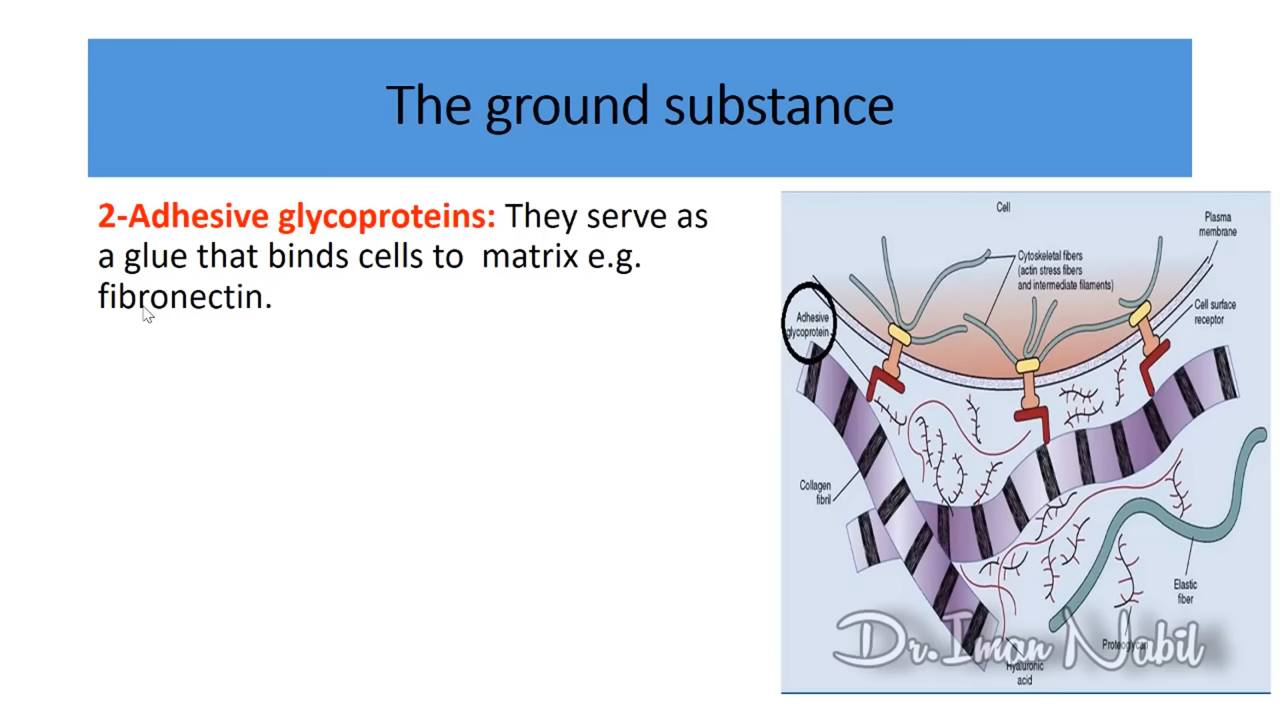 The ground substance
2-Adhesive glycoproteins: They serve as
a glue that binds cells to matrix e.g.
fibronectin.
Cell
Plasma
membrane
Cytoskeletal fibers
(actin stress fibers
and intermediate filaments)
Cell surface
receptor
Adhesive
glycoprotein
Collagen
fibril
Elastic
fiber
Proteoglycan
Hyaluronic
acid
Dr.Iman Nabil